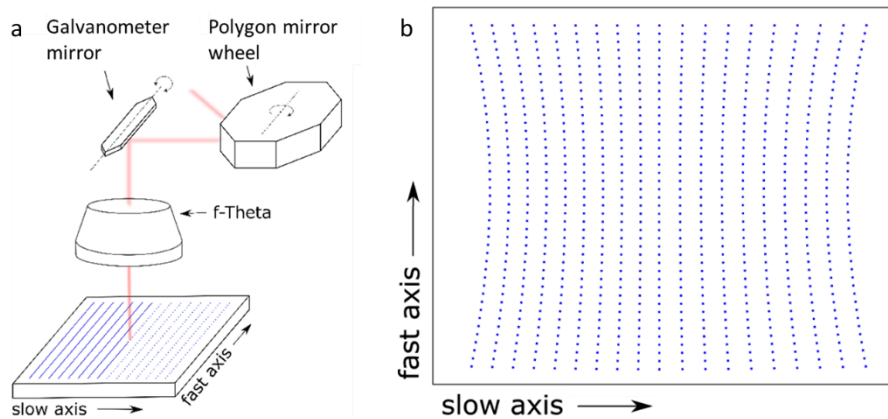 a
Galvanometer
mirror
Polygon mirror
wheel
f-Theta
slow axis
fast axis
b
fast axis
slow axis